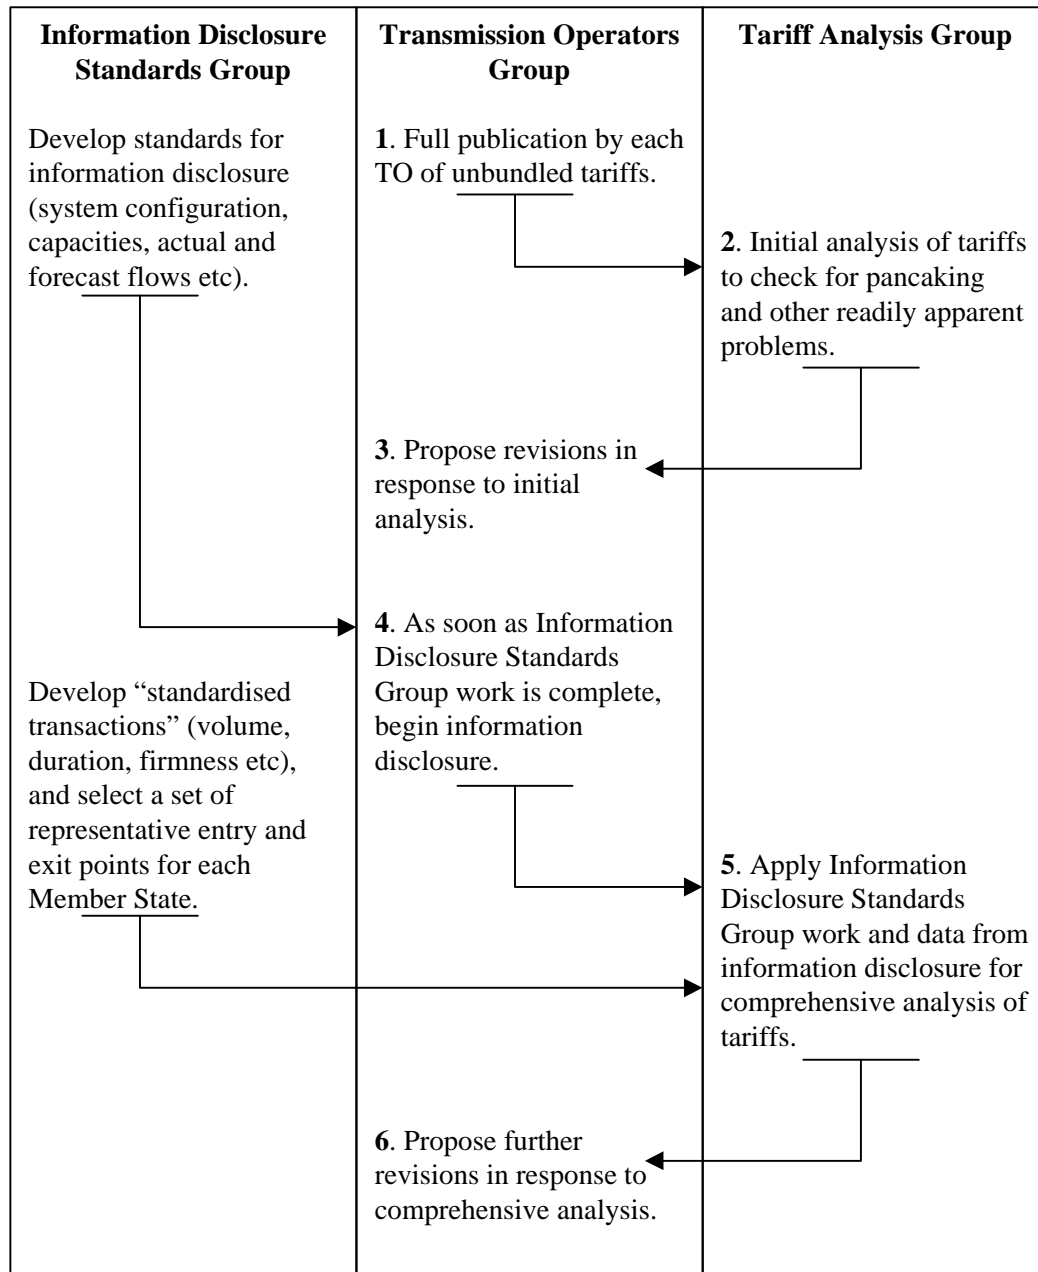 Information Disclosure
Standards Group
Transmission Operators
Group
Tariff Analysis Group
Develop standards for
information disclosure
(system configuration,
capacities, actual and
forecast flows etc).
1. Full publication by each
TO of unbundled tariffs.
2. Initial analysis of tariffs
to check for pancaking
and other readily apparent
problems.
3. Propose revisions in
response to initial
analysis.
4. As soon as Information
Disclosure Standards
Group work is complete,
begin information
disclosure.
Develop “standardised
transactions” (volume,
duration, firmness etc),
and select a set of
representative entry and
exit points for each
Member State.
5. Apply Information
Disclosure Standards
Group work and data from
information disclosure for
comprehensive analysis of
tariffs.
6. Propose further
revisions in response to
comprehensive analysis.